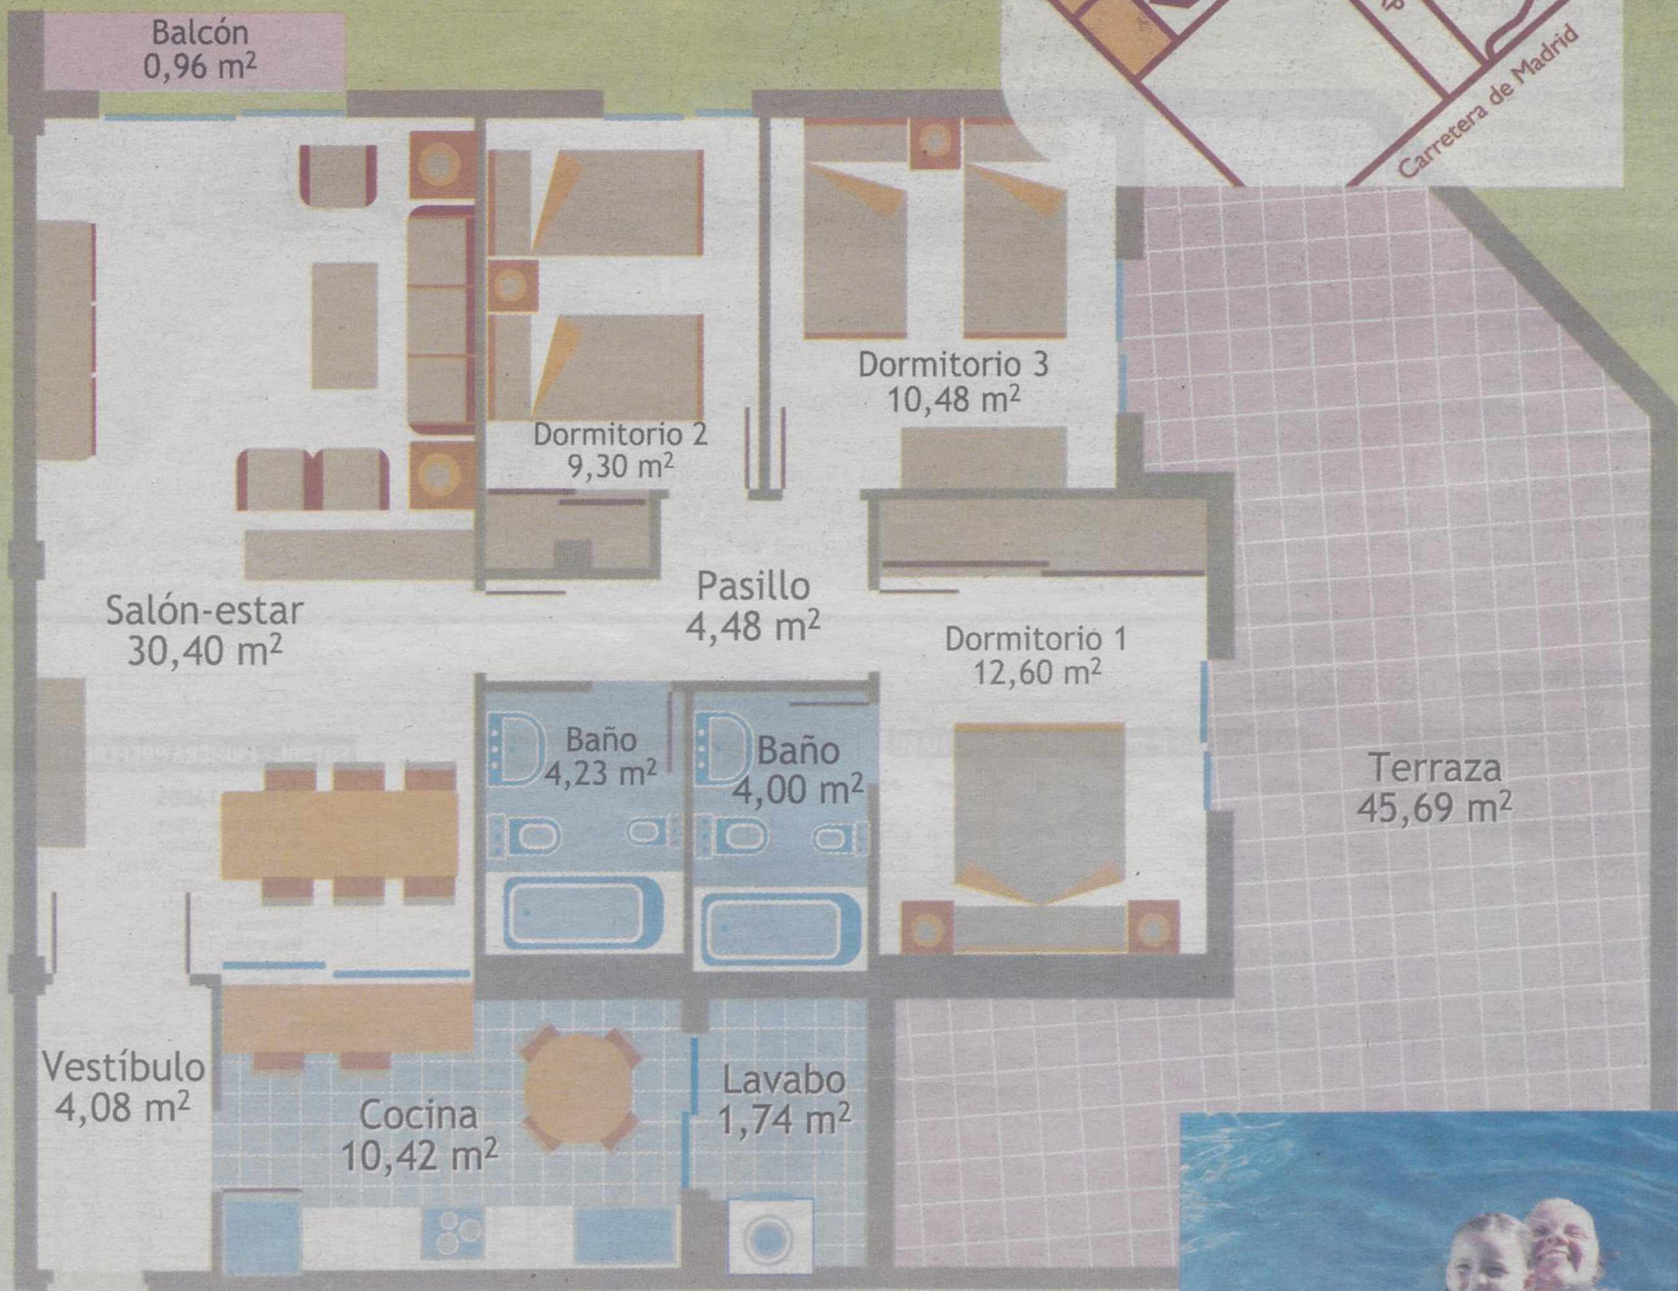 Balcón
0,96 m²
Carretera de Madrid
Dormitorio 3
10,48 m²
Dormitorio 2
9,30 m²
Salón-estar
30,40 m²
Pasillo
4,48 m²
Dormitorio 1
12,60 m²
Baño
4,23 m²
Baño
4,00 m²
Terraza
45,69 m²
Vestíbulo
4,08 m²
Cocina
10,42 m²
Lavabo
1,74 m²